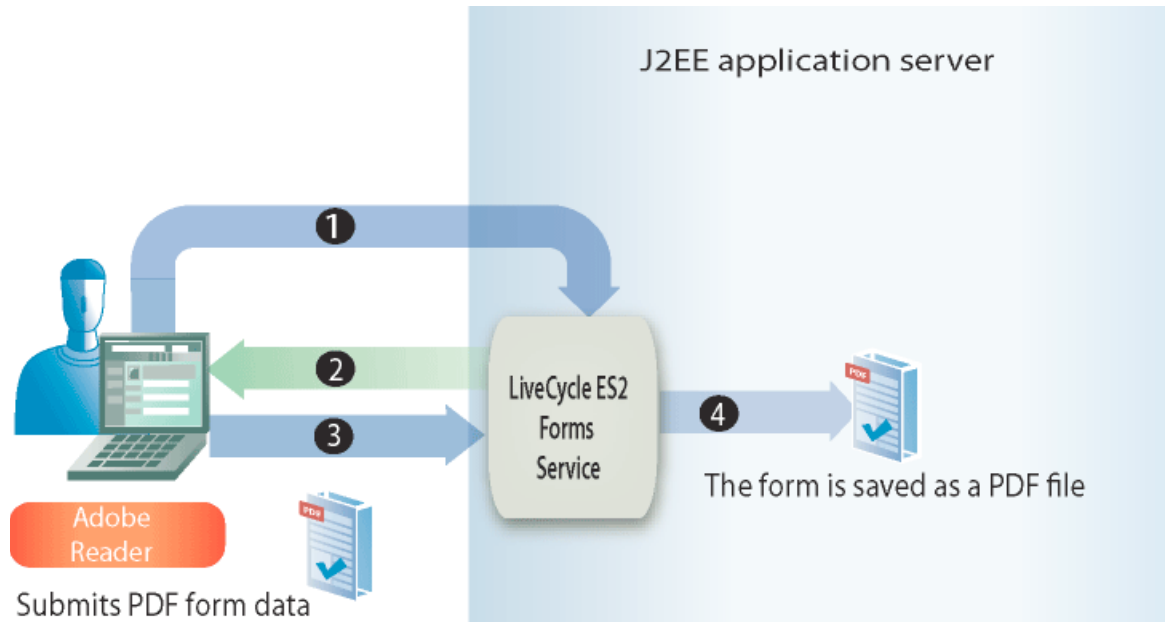 J2EE application server
1
2
3
LiveCycle ES2
Forms
Service
4
PDF
The form is saved as a PDF file
Adobe
Reader
PDF
Submits PDF form data